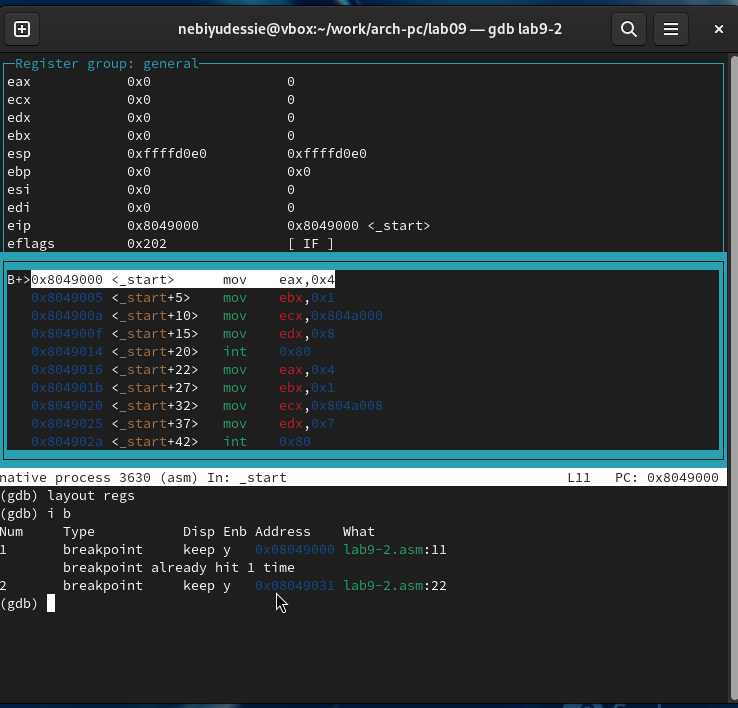 nebiyudessie@vbox:~/work/arch-pc/lab09 — gdb lab9-2
Register group: general
eax 0x0 0
ecx 0x0 0
edx 0x0 0
ebx 0x0 0
esp 0xffffd0e0 0xffffd0e0
ebp 0x0 0x0
esi 0x0 0
edi 0x0 0
eip 0x8049000 0x8049000 <_start>
eflags 0x202 [ IF ]
B+>0x8049000 <_start> mov eax,0x4
0x8049005 <_start+5> mov ebx,0x1
0x804900a <_start+10> mov ecx,0x804a000
0x804900f <_start+15> mov edx,0x8
0x8049014 <_start+20> int 0x80
0x8049016 <_start+22> mov eax,0x4
0x804901b <_start+27> mov ebx,0x1
0x8049020 <_start+32> mov ecx,0x804a008
0x8049025 <_start+37> mov edx,0x7
0x804902a <_start+42> int 0x80
native process 3630 (asm) In: _start L11 PC: 0x8049000
(gdb) layout regs
(gdb) i b
Num Type Disp Enb Address What
1 breakpoint keep y 0x08049000 lab9-2.asm:11
breakpoint already hit 1 time
2 breakpoint keep y 0x08049031 lab9-2.asm:22
(gdb)